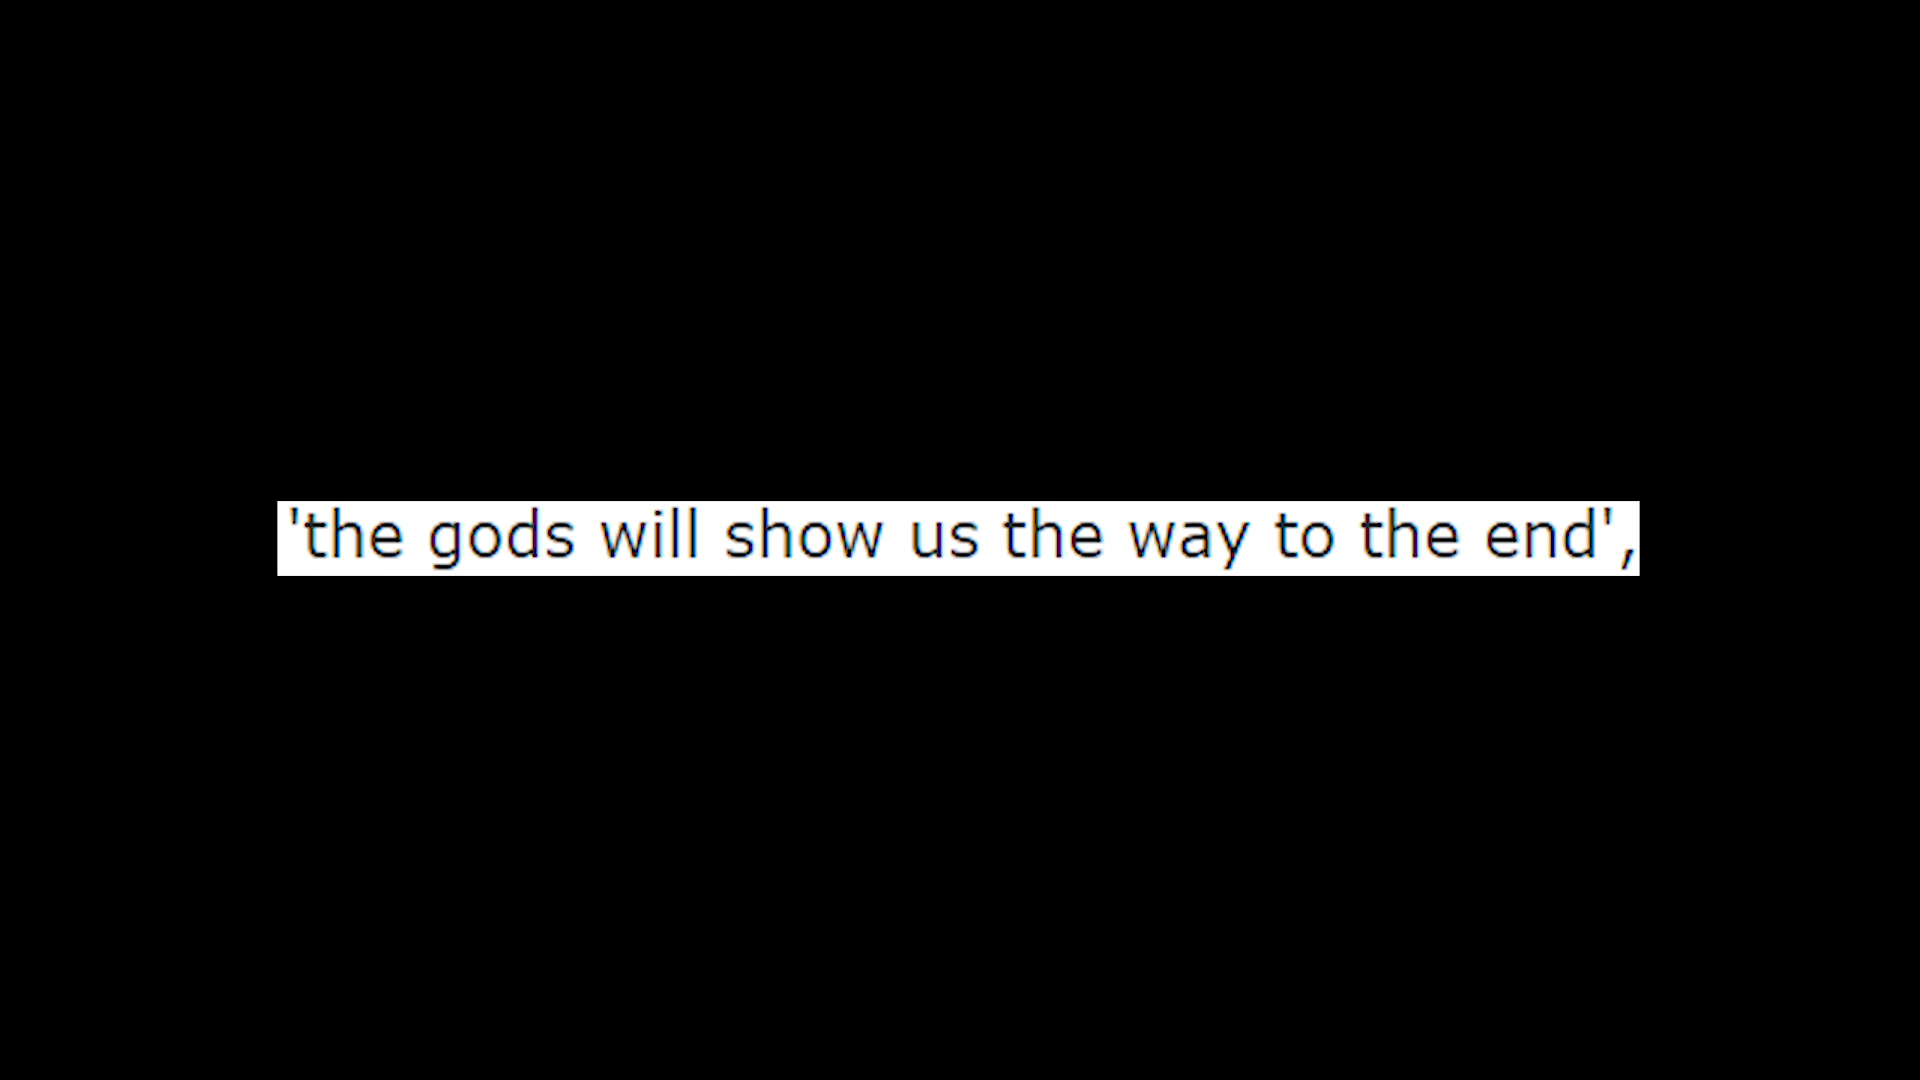 'the gods will show us the way to the end',